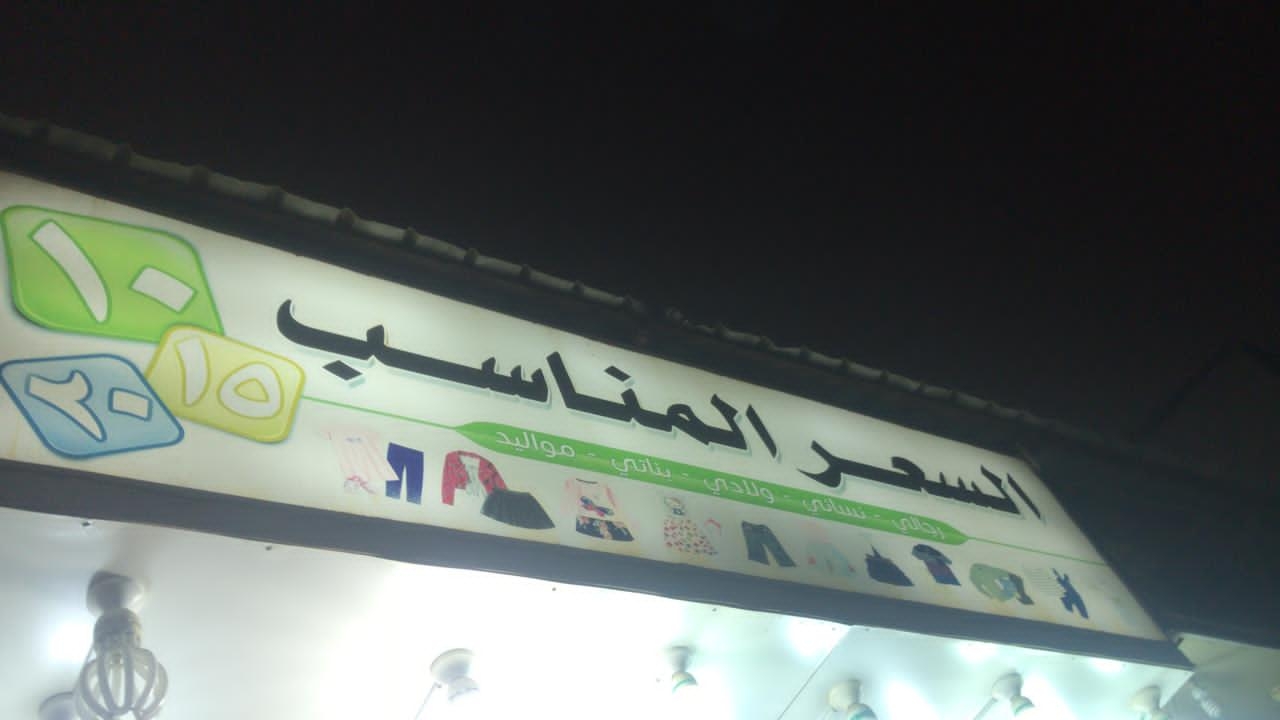 السعر المناسب
رجالي - نسائي - ولادي - بناتي - مواليد
١٠
١٥
٢٠